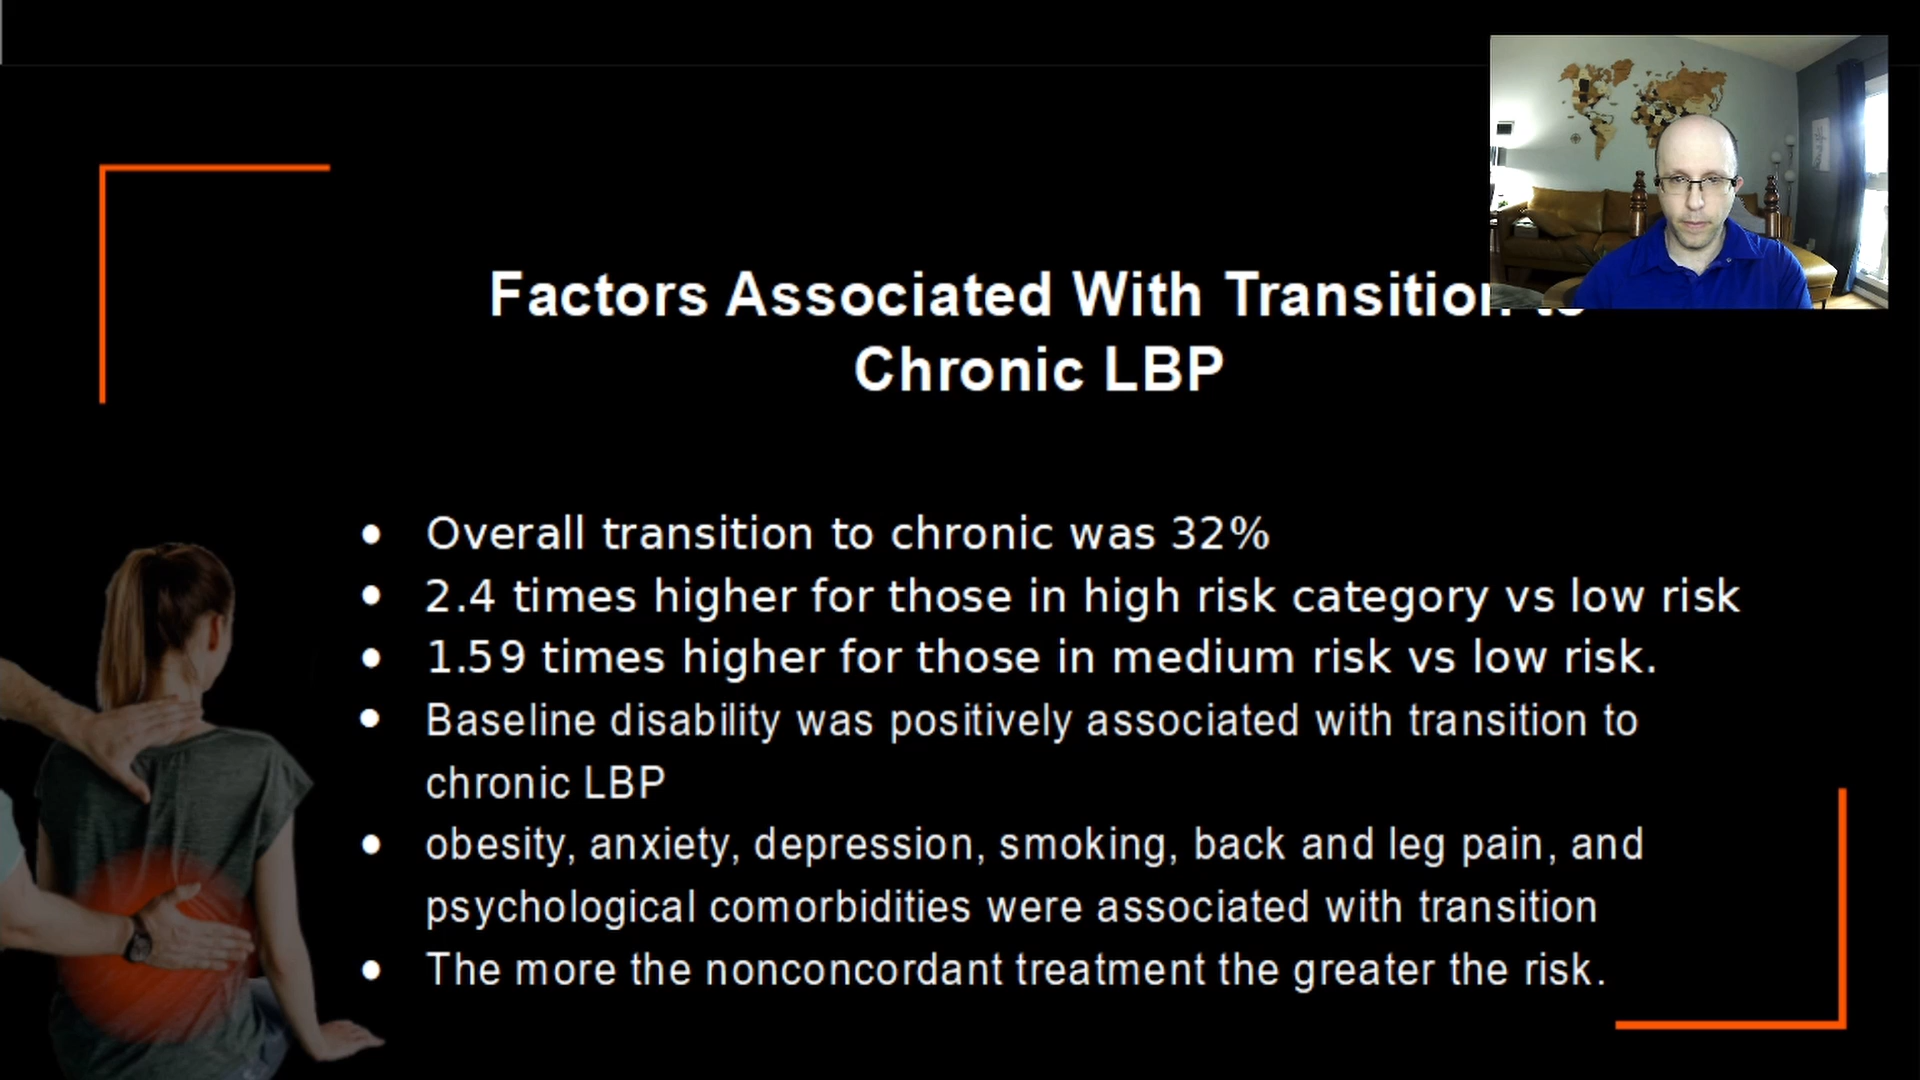 Factors Associated With Transition to
Chronic LBP
● Overall transition to chronic was 32%
● 2.4 times higher for those in high risk category vs low risk
● 1.59 times higher for those in medium risk vs low risk.
● Baseline disability was positively associated with transition to
chronic LBP
● obesity, anxiety, depression, smoking, back and leg pain, and
psychological comorbidities were associated with transition
● The more the nonconcordant treatment the greater the risk.